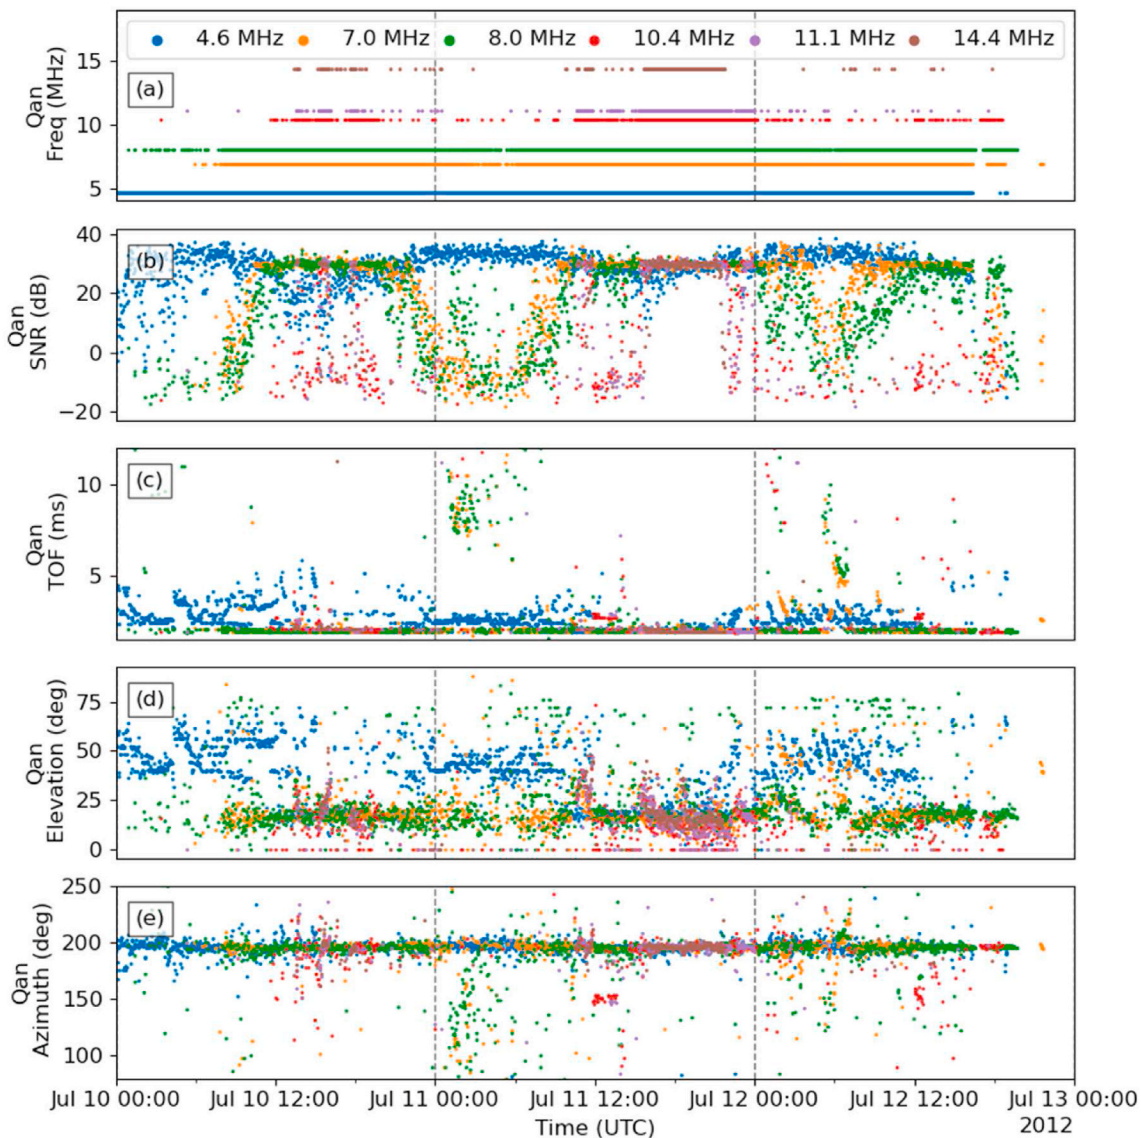 4.6 MHz 7.0 MHz 8.0 MHz 10.4 MHz 11.1 MHz 14.4 MHz
(a)
Qan
Freq (MHz)
15
10
5
(b)
Qan
SNR (dB)
40
20
0
−20
(c)
Qan
TOF (ms)
10
5
(d)
Qan
Elevation (deg)
75
50
25
0
(e)
Qan
Azimuth (deg)
250
200
150
100
Jul 10 00:00 Jul 10 12:00 Jul 11 00:00 Jul 11 12:00 Jul 12 00:00 Jul 12 12:00 Jul 13 00:00
2012
Time (UTC)